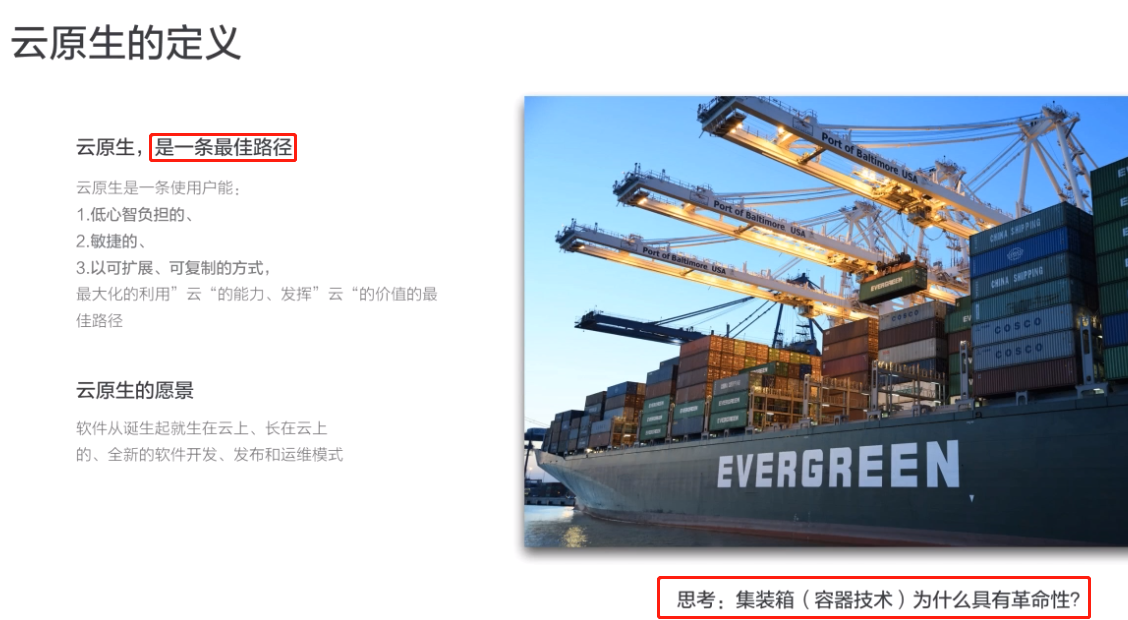 云原生的定义
云原生，是一条最佳路径
云原生是一条使用户能：
1.低心智负担的、
2.敏捷的、
3.以可扩展、可复制的方式，
最大化的利用”云“的能力、发挥”云“的价值的最
佳路径
云原生的愿景
软件从诞生起就生在云上、长在云上
的、全新的软件开发、发布和运维模式
Port of Baltimore USA
Port of Baltimore USA
Port of Baltimore USA
CHINA SHIPPING
CHINA SHIPPING
EVERGREEN
COSCO
COSCO
COSCO
EVERGREEN
思考：集装箱（容器技术）为什么具有革命性?